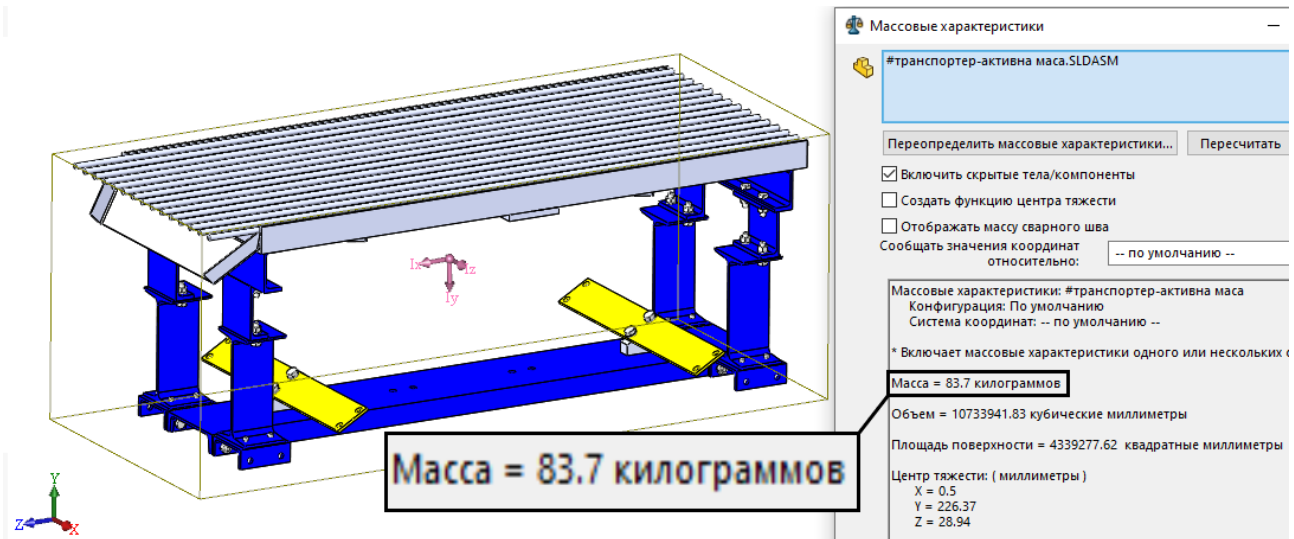 Массовые характеристики
#транспортер-активна маса.SLDASM
Переопределить массовые характеристики...
Пересчитать
Включить скрытые тела/компоненты
Создать функцию центра тяжести
Отображать массу сварного шва
Сообщать значения координат
относительно:
-- по умолчанию --
Массовые характеристики: #транспортер-активна маса
Конфигурация: По умолчанию
Система координат: -- по умолчанию --
* Включает массовые характеристики одного или нескольких
Масса = 83.7 килограммов
Объем = 10733941.83 кубические миллиметры
Площадь поверхности = 4339277.62 квадратные миллиметры
Центр тяжести: ( миллиметры )
X = 0.5
Y = 226.37
Z = 28.94
Масса = 83.7 килограммов
Ix
Iz
Iy
Y
Z
X